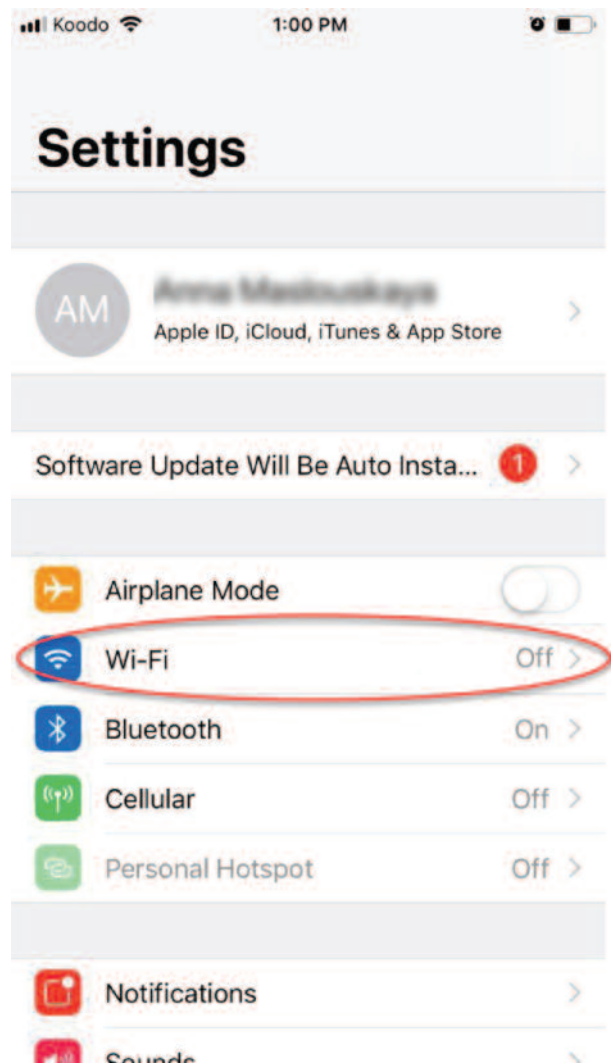 Koodo 1:00 PM
Settings
AM
Apple ID, iCloud, iTunes & App Store
Software Update Will Be Auto Insta... 1
Airplane Mode
Wi-Fi Off
Bluetooth On
Cellular Off
Personal Hotspot Off
Notifications
Sounds